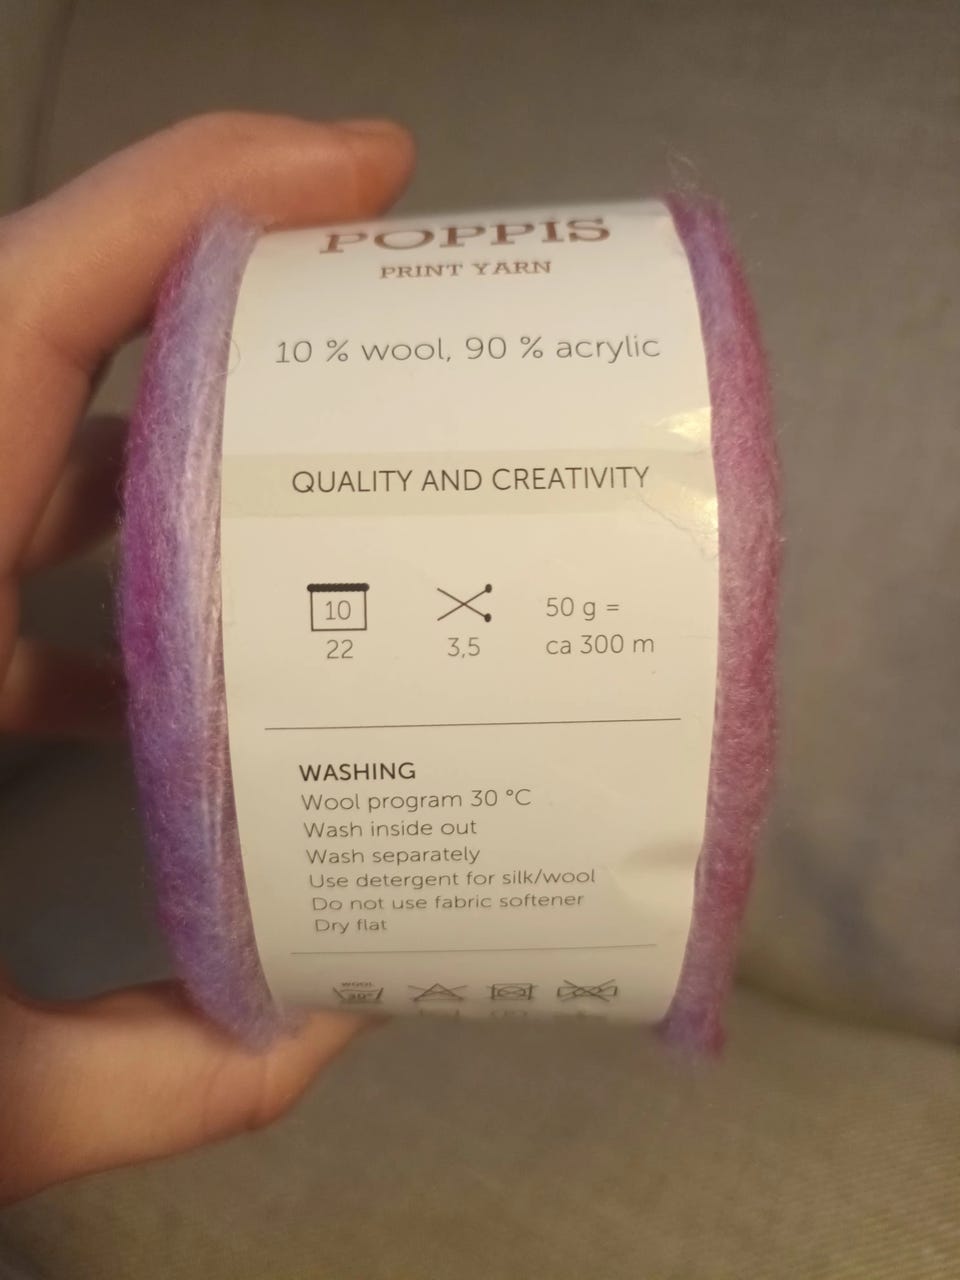 POPPIS
PRINT YARN
10 % wool, 90 % acrylic
QUALITY AND CREATIVITY
10
22
3,5
50 g =
ca 300 m
WASHING
Wool program 30 °C
Wash inside out
Wash separately
Use detergent for silk/wool
Do not use fabric softener
Dry flat
WOOL
30°